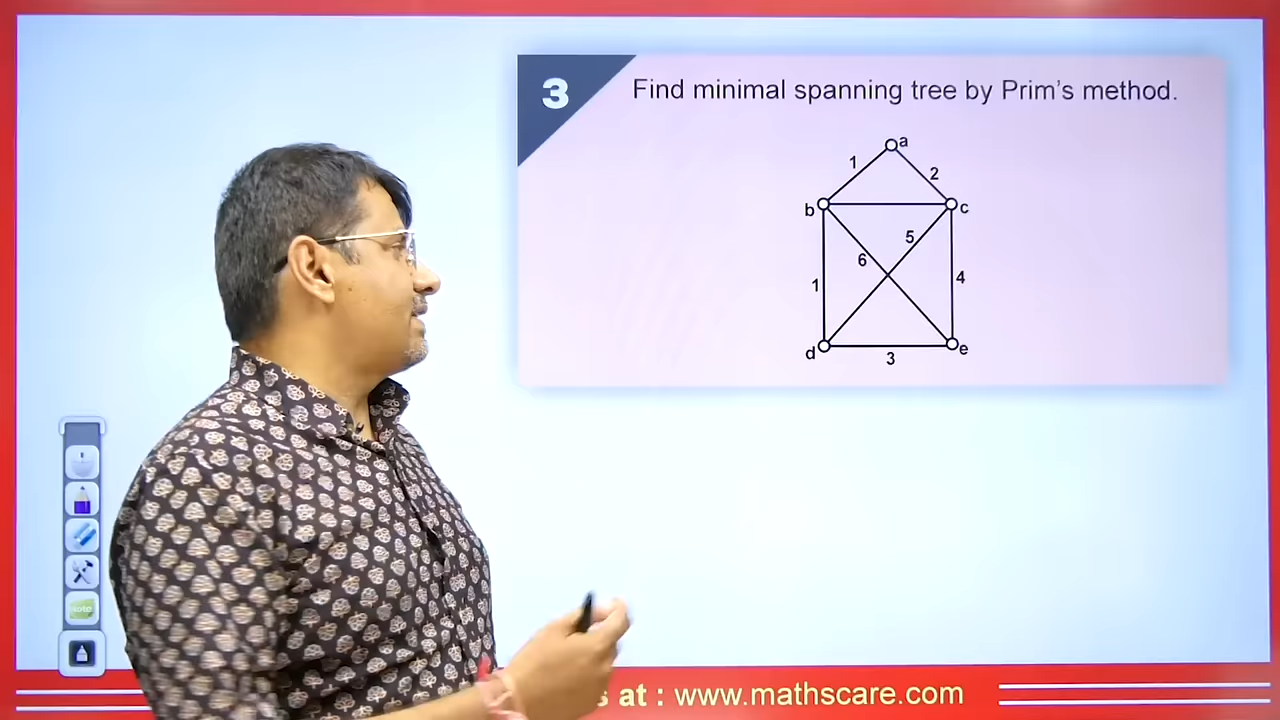 3
Find minimal spanning tree by Prim's method.
a
1
2
b
c
5
6
1
4
d
e
3
note
s at : www.mathscare.com